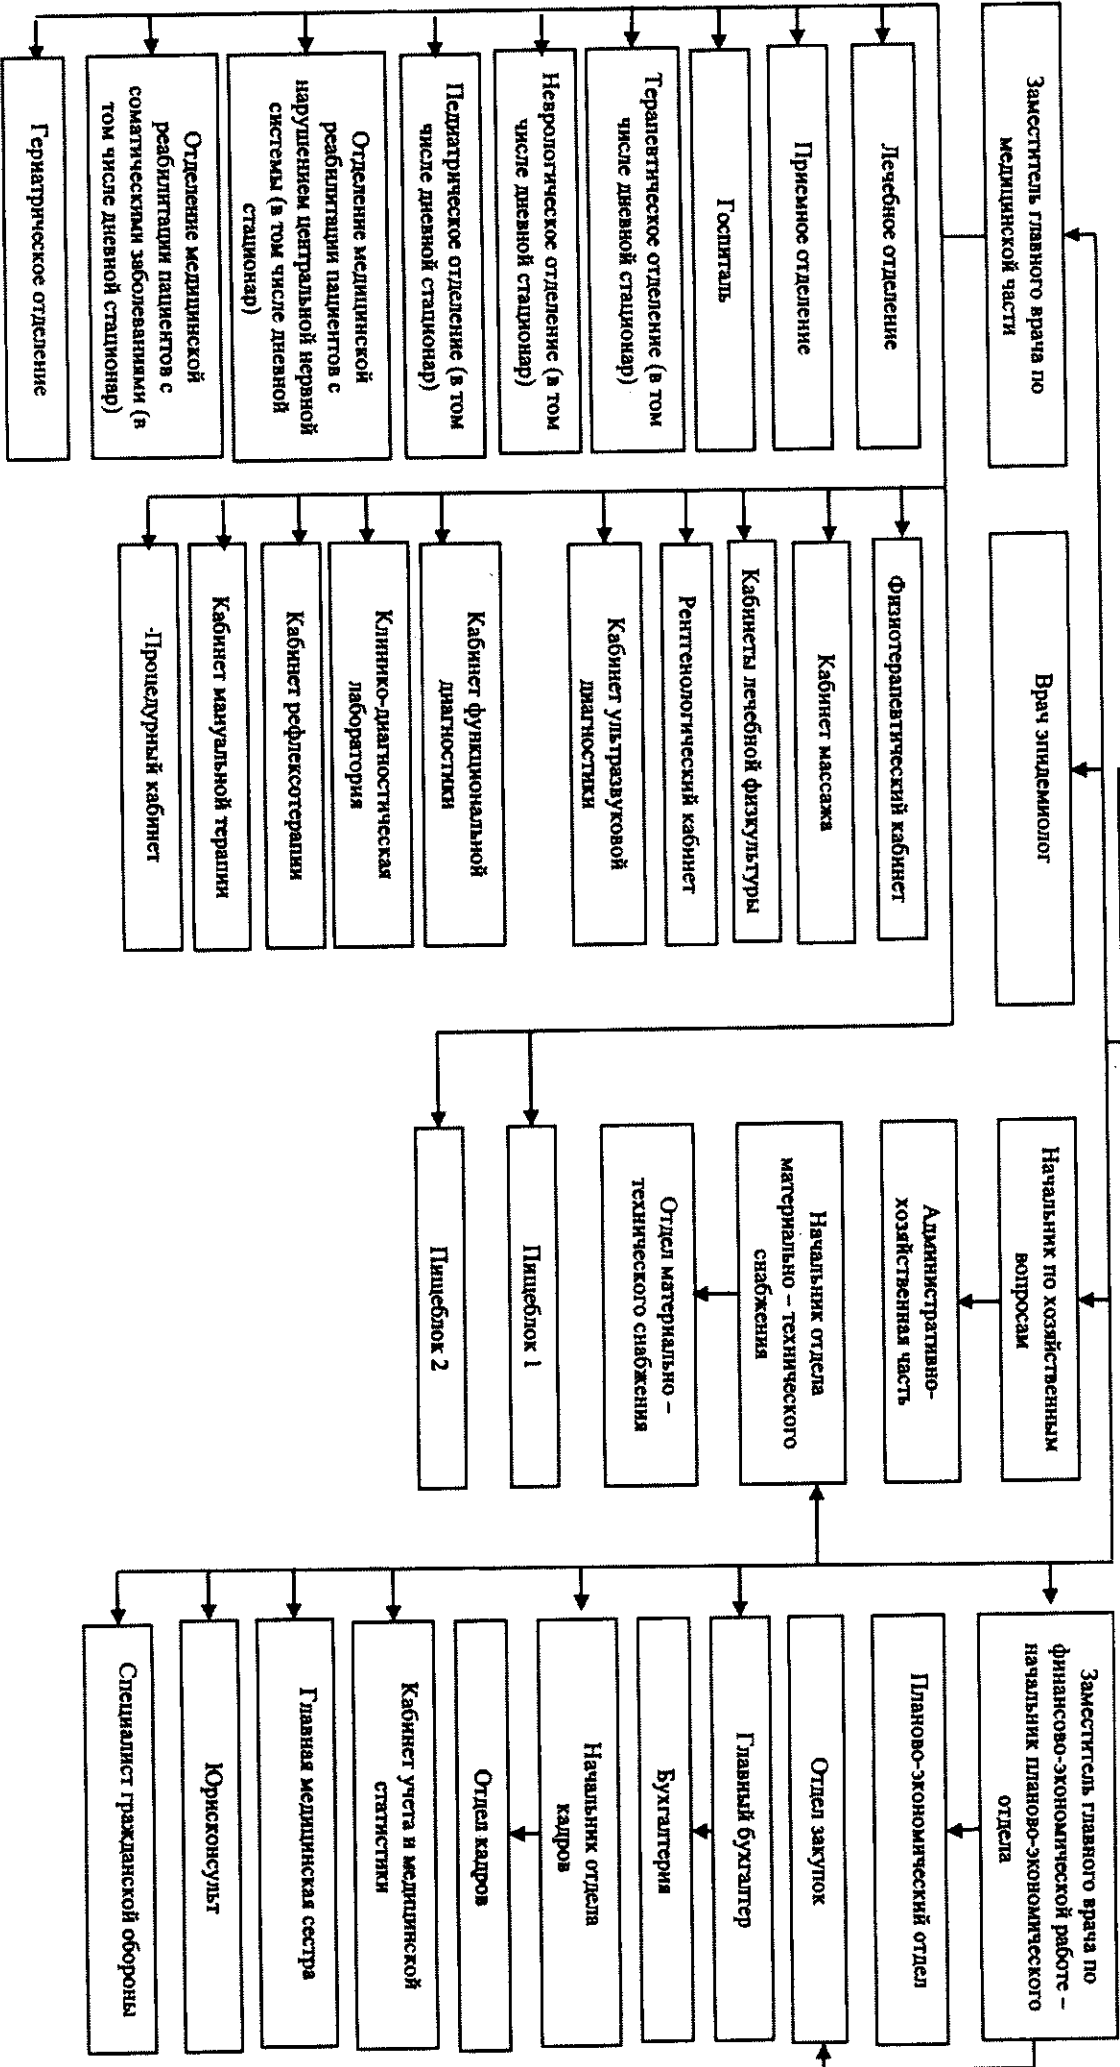 Заместитель главного врача по
медицинской части
Лечебное отделение
Приемное отделение
Госпиталь
Терапевтическое отделение (в том
числе дневной стационар)
Неврологическое отделение (в том
числе дневной стационар)
Педиатрическое отделение (в том
числе дневной стационар)
Отделение медицинской
реабилитации пациентов с
нарушением центральной нервной
системы (в том числе дневной
стационар)
Отделение медицинской
реабилитации пациентов с
соматическими заболеваниями (в
том числе дневной стационар)
Гериатрическое отделение
Врач эпидемиолог
Физиотерапевтический кабинет
Кабинет массажа
Кабинеты лечебной физкультуры
Рентгенологический кабинет
Кабинет ультразвуковой
диагностики
Кабинет функциональной
диагностики
Клинико-диагностическая
лаборатория
Кабинет рефлексотерапии
Кабинет мануальной терапии
-Процедурный кабинет
Начальник по хозяйственным
вопросам
Административно-
хозяйственная часть
Начальник отдела
материально – технического
снабжения
Отдел материально –
технического снабжения
Пищеблок 1
Пищеблок 2
Заместитель главного врача по
финансово-экономической работе –
начальник планово-экономического
отдела
Планово-экономический отдел
Отдел закупок
Главный бухгалтер
Бухгалтерия
Начальник отдела
кадров
Отдел кадров
Кабинет учета и медицинской
статистики
Главная медицинская сестра
Юрисконсульт
Специалист гражданской обороны